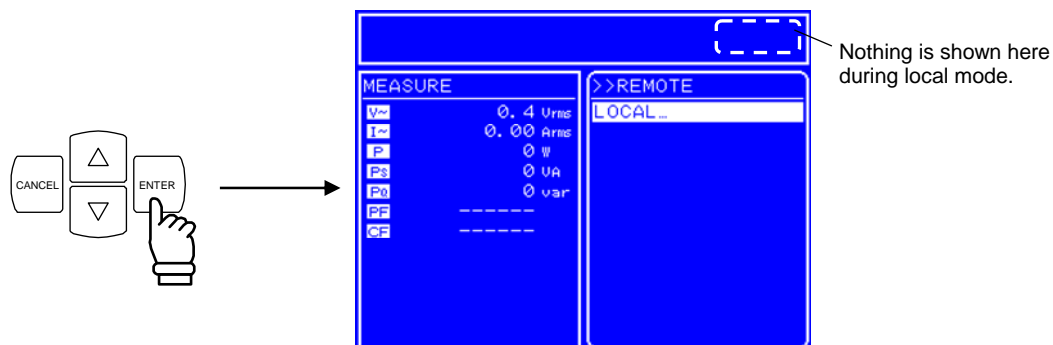 Nothing is shown here
during local mode.
MEASURE
V~ 0.4 Vrms
I~ 0.00 Arms
P 0 W
PS 0 VA
PQ 0 var
PF ------
CF ------
>>REMOTE
LOCAL…
CANCEL
ENTER